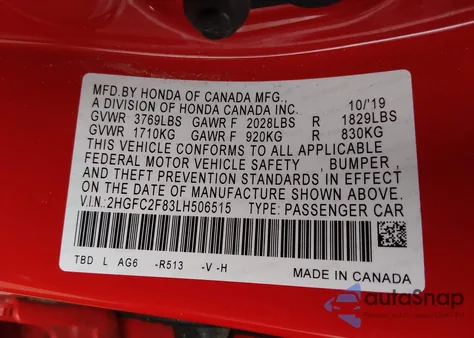 MFD. BY HONDA OF CANADA MFG.,
A DIVISION OF HONDA CANADA INC. 10/'19
GVWR 3769LBS GAWR F 2028LBS R 1829LBS
GVWR 1710KG GAWR F 920KG R 830KG
THIS VEHICLE CONFORMS TO ALL APPLICABLE
FEDERAL MOTOR VEHICLE SAFETY , BUMPER ,
AND THEFT PREVENTION STANDARDS IN EFFECT
ON THE DATE OF MANUFACTURE SHOWN ABOVE.
V.I.N.: 2HGFC2F83LH506515 TYPE: PASSENGER CAR
TBD L AG6 -R513 -V -H
MADE IN CANADA
autoSnap